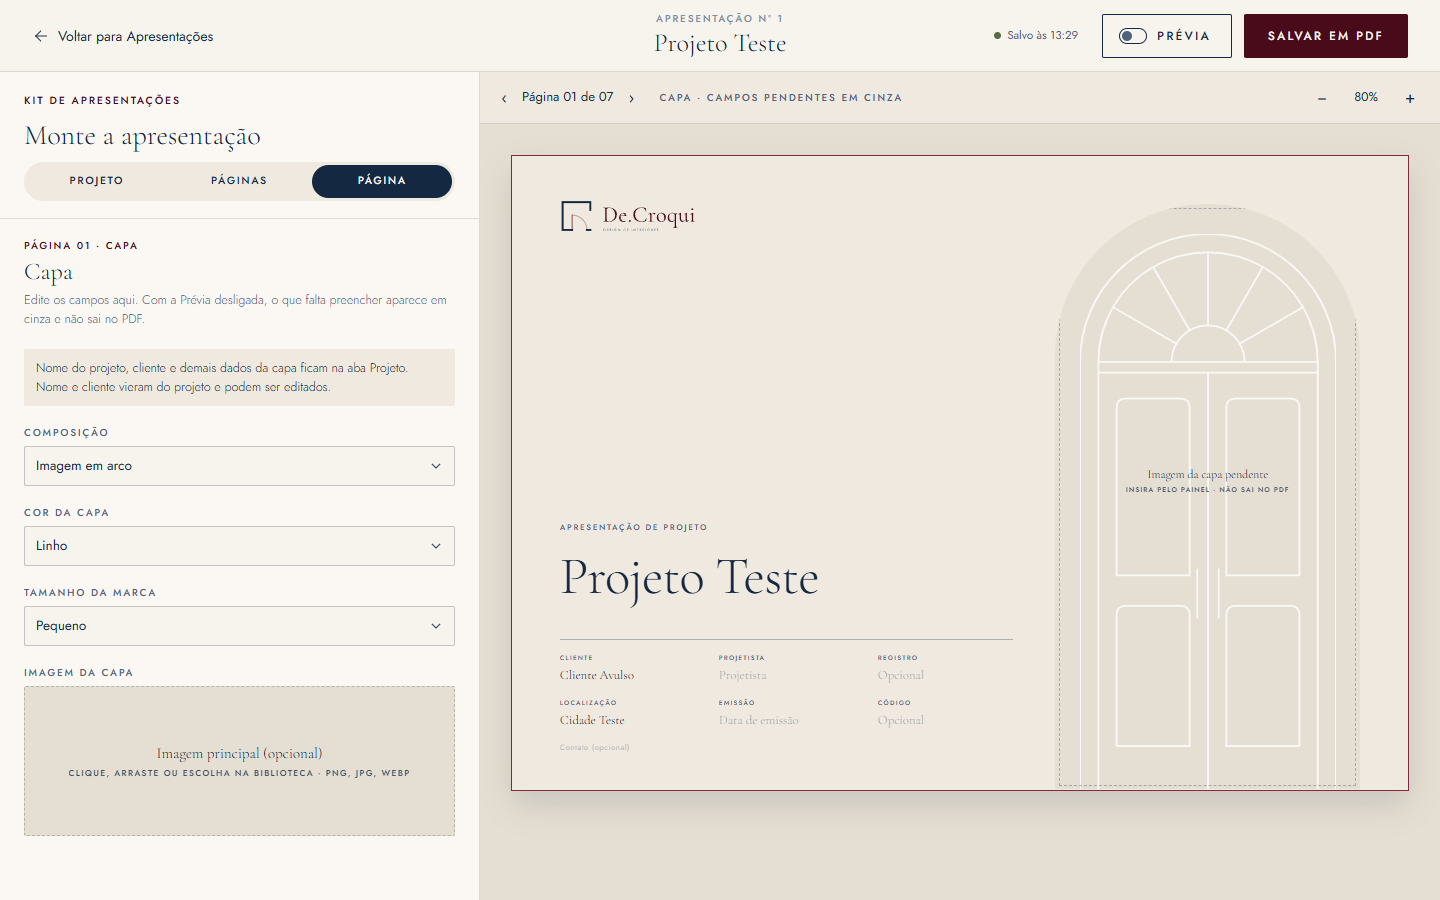 Voltar para Apresentações
APRESENTAÇÃO Nº 1
Projeto Teste
Salvo às 13:29
PRÉVIA
SALVAR EM PDF
KIT DE APRESENTAÇÕES
Monte a apresentação
PROJETO
PÁGINAS
PÁGINA
PÁGINA 01 · CAPA
Capa
Edite os campos aqui. Com a Prévia desligada, o que falta preencher aparece em
cinza e não sai no PDF.
Nome do projeto, cliente e demais dados da capa ficam na aba Projeto.
Nome e cliente vieram do projeto e podem ser editados.
COMPOSIÇÃO
Imagem em arco
COR DA CAPA
Linho
TAMANHO DA MARCA
Pequeno
IMAGEM DA CAPA
Imagem principal (opcional)
CLIQUE, ARRASTE OU ESCOLHA NA BIBLIOTECA · PNG, JPG, WEBP
‹ Página 01 de 07 ›
CAPA · CAMPOS PENDENTES EM CINZA
− 80% +
De.Croqui
DESIGN DE INTERIORES
Imagem da capa pendente
INSIRA PELO PAINEL · NÃO SAI NO PDF
APRESENTAÇÃO DE PROJETO
Projeto Teste
CLIENTE
Cliente Avulso
PROJETISTA
Projetista
REGISTRO
Opcional
LOCALIZAÇÃO
Cidade Teste
EMISSÃO
Data de emissão
CÓDIGO
Opcional
Contato (opcional)